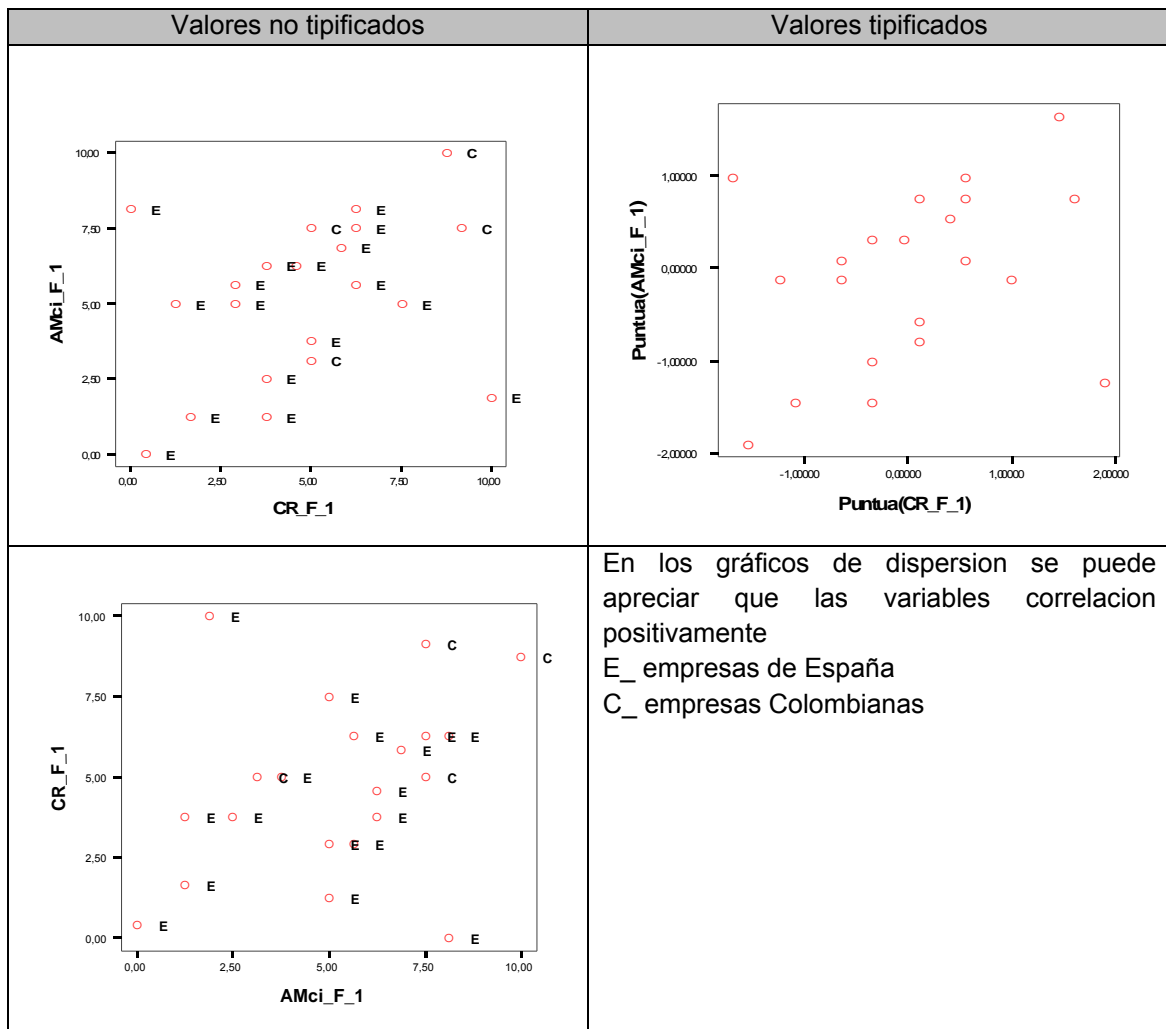 Valores no tipificados
Valores tipificados
10,00
7,50
5,00
2,50
0,00
AMci_F_1
C
E
E
C
E
C
E
E
E
E
E
E
E
E
E
C
E
E
E
E
E
0,00
2,50
5,00
7,50
10,00
CR_F_1
1,00000
0,00000
-1,00000
-2,00000
Puntua(AMci_F_1)
-1,00000
0,00000
1,00000
2,00000
Puntua(CR_F_1)
10,00
7,50
5,00
2,50
0,00
CR_F_1
E
C
C
E
E
E
E
E
C
E
C
E
E
E
E
E
E
E
E
E
E
0,00
2,50
5,00
7,50
10,00
AMci_F_1
En los gráficos de dispersion se puede
apreciar que las variables correlacion
positivamente
E_ empresas de España
C_ empresas Colombianas